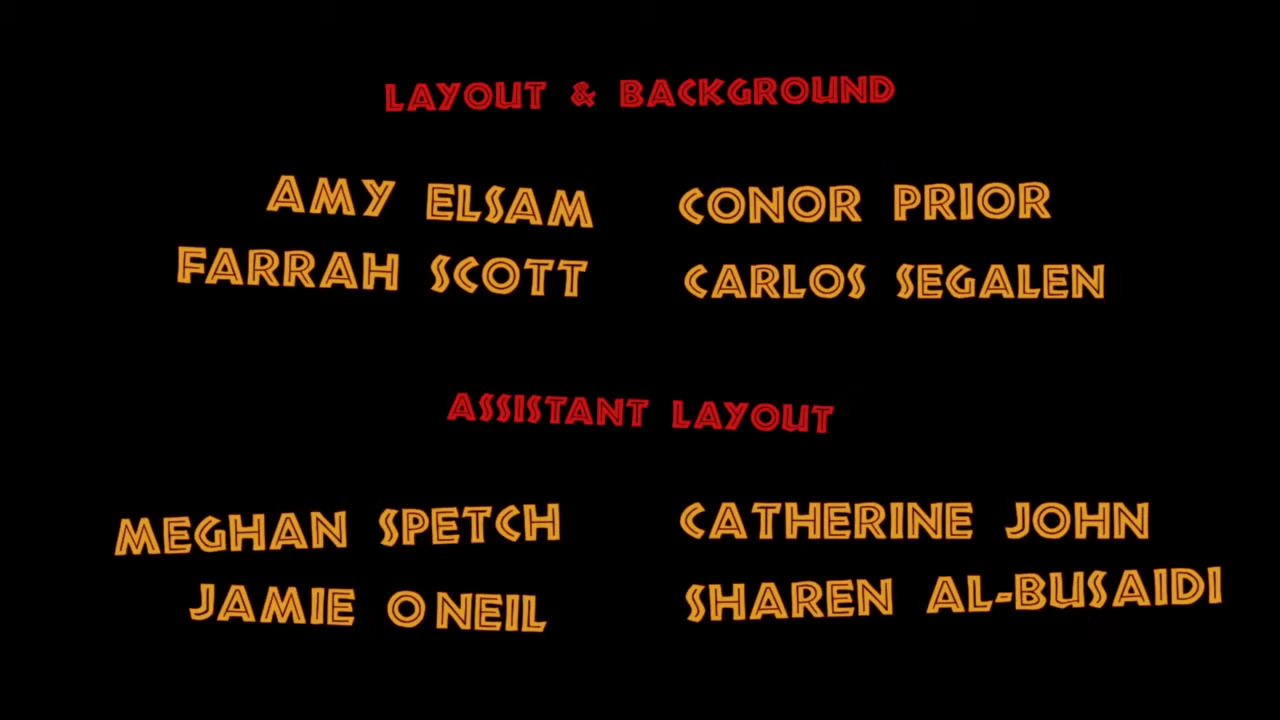 LAYOUT & BACKGROUND
AMY ELSAM CONOR PRIOR
FARRAH SCOTT CARLOS SEGALEN
ASSISTANT LAYOUT
MEGHAN SPETCH CATHERINE JOHN
JAMIE O NEIL SHAREN AL-BUSAIDI